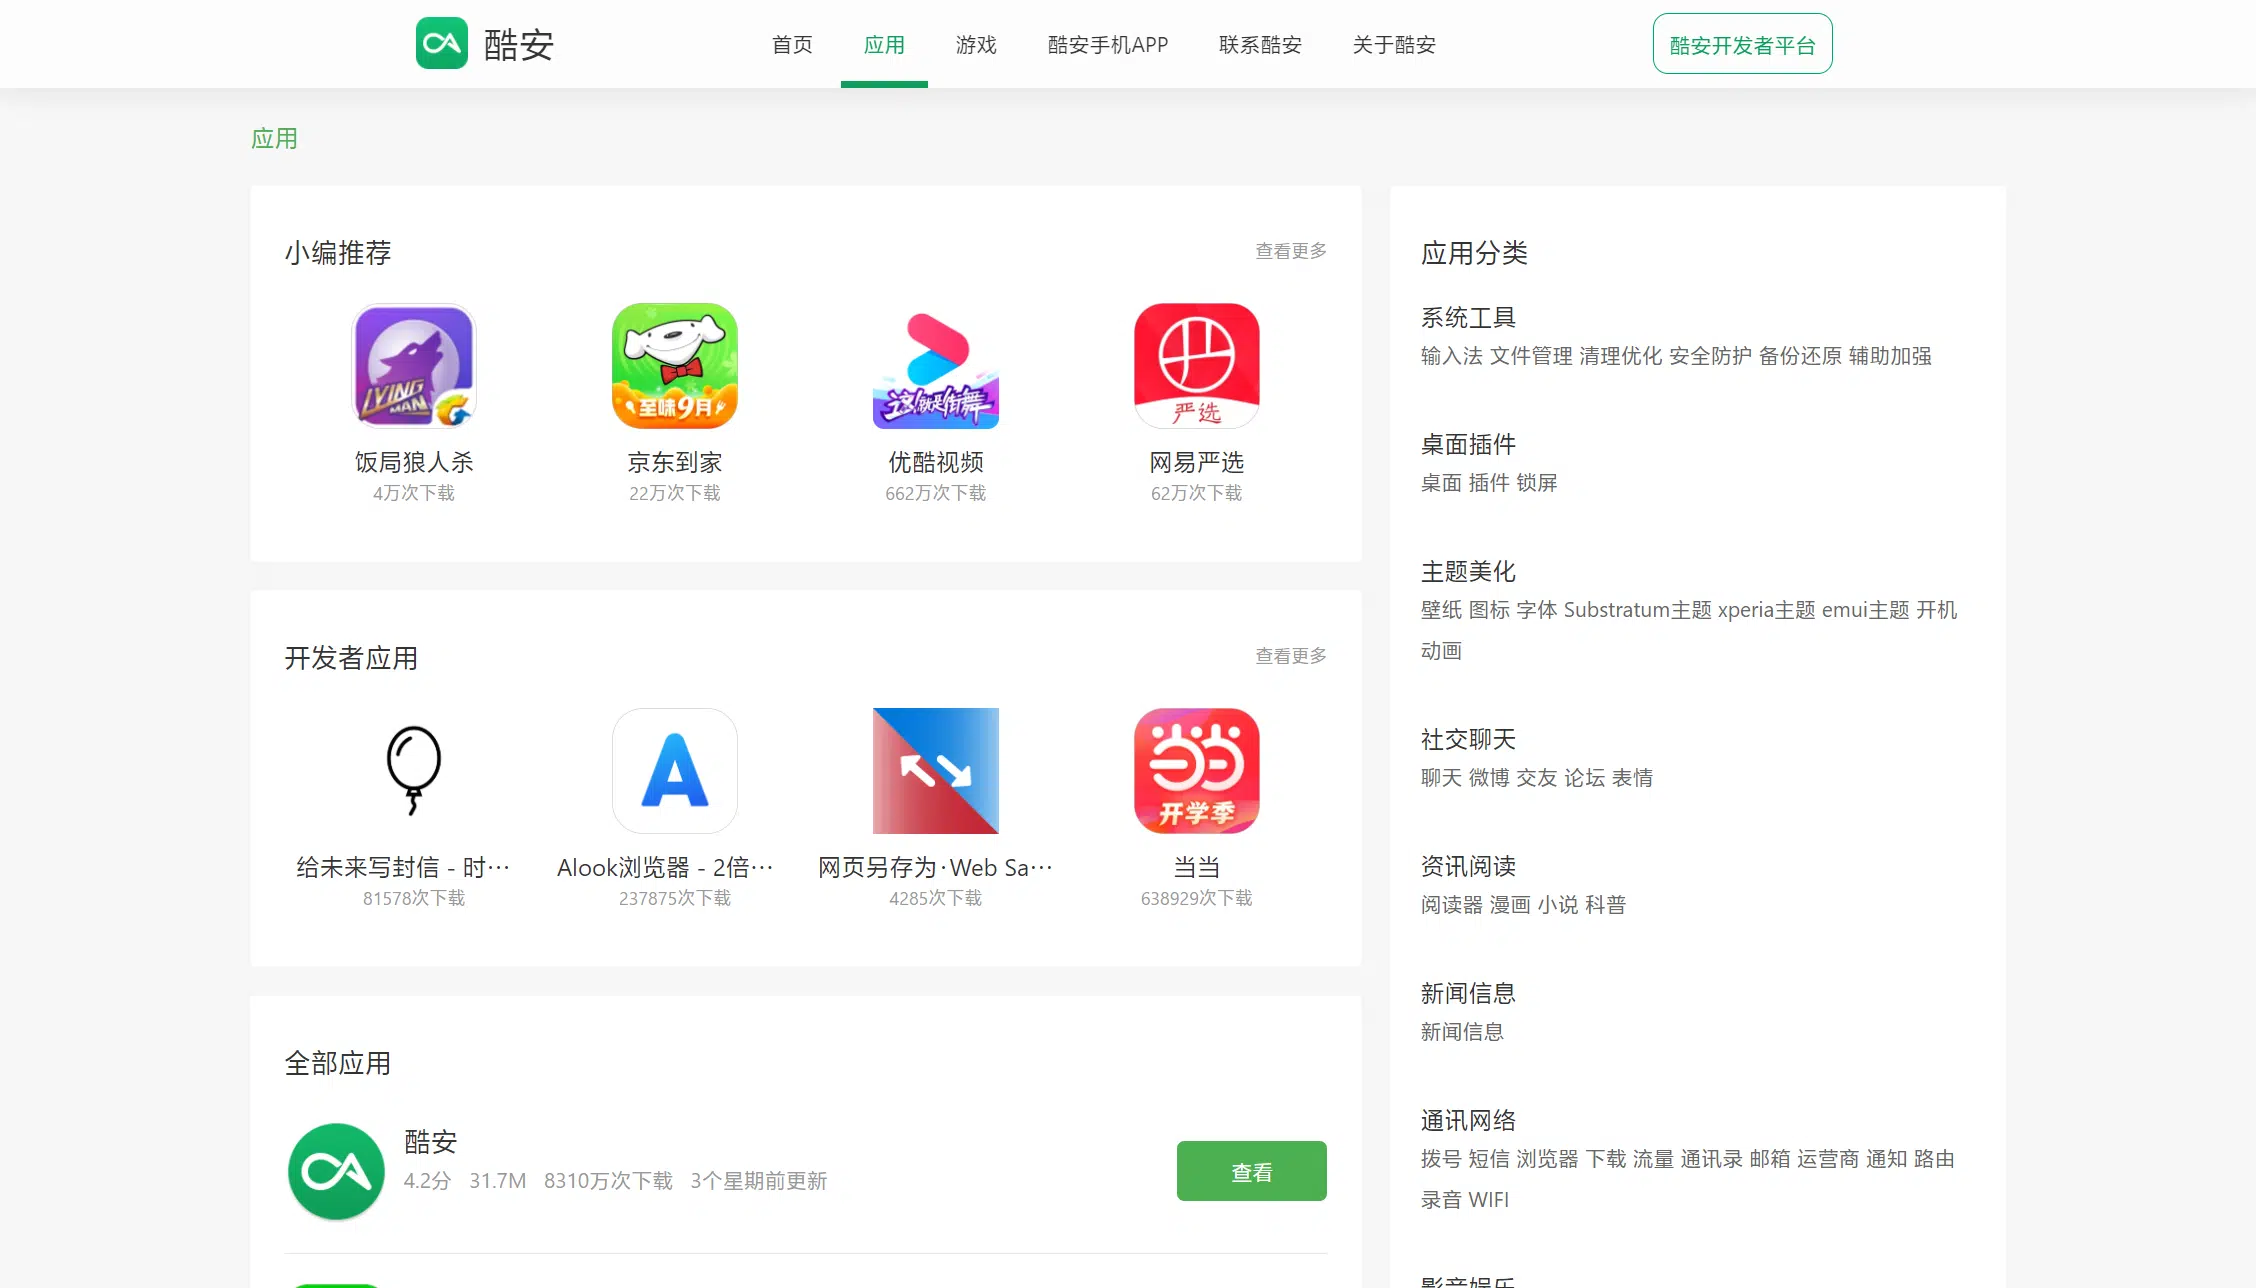 酷安
首页 应用 游戏 酷安手机APP 联系酷安 关于酷安
酷安开发者平台
应用
小编推荐
查看更多
LYING MAN
至味9月
这!就是街舞
严选
饭局狼人杀
4万次下载
京东到家
22万次下载
优酷视频
662万次下载
网易严选
62万次下载
开发者应用
查看更多
A
当当
开学季
给未来写封信 - 时···
81578次下载
Alook浏览器 - 2倍···
237875次下载
网页另存为·Web Sa···
4285次下载
当当
638929次下载
全部应用
酷安
4.2分 31.7M 8310万次下载 3个星期前更新
查看
应用分类
系统工具
输入法 文件管理 清理优化 安全防护 备份还原 辅助加强
桌面插件
桌面 插件 锁屏
主题美化
壁纸 图标 字体 Substratum主题 xperia主题 emui主题 开机
动画
社交聊天
聊天 微博 交友 论坛 表情
资讯阅读
阅读器 漫画 小说 科普
新闻信息
新闻信息
通讯网络
拨号 短信 浏览器 下载 流量 通讯录 邮箱 运营商 通知 路由
录音 WIFI
影音娱乐